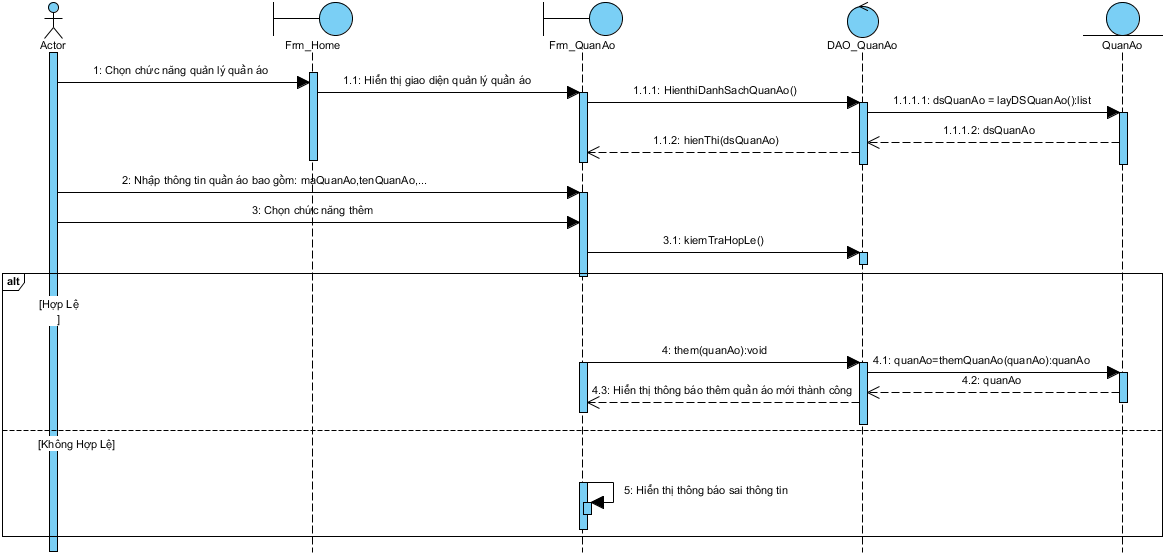 Actor
Frm_Home
Frm_QuanAo
DAO_QuanAo
QuanAo
1: Chọn chức năng quản lý quần áo
1.1: Hiển thị giao diện quản lý quần áo
1.1.1: HienthiDanhSachQuanAo()
1.1.1.1: dsQuanAo = layDSQuanAo():list
1.1.1.2: dsQuanAo
1.1.2: hienThi(dsQuanAo)
2: Nhập thông tin quần áo bao gồm: maQuanAo,tenQuanAo,...
3: Chọn chức năng thêm
3.1: kiemTraHopLe()
alt
[Hợp Lệ
]
4: them(quanAo):void
4.1: quanAo=themQuanAo(quanAo):quanAo
4.2: quanAo
4.3: Hiển thị thông báo thêm quần áo mới thành công
[Không Hợp Lệ]
5: Hiển thị thông báo sai thông tin